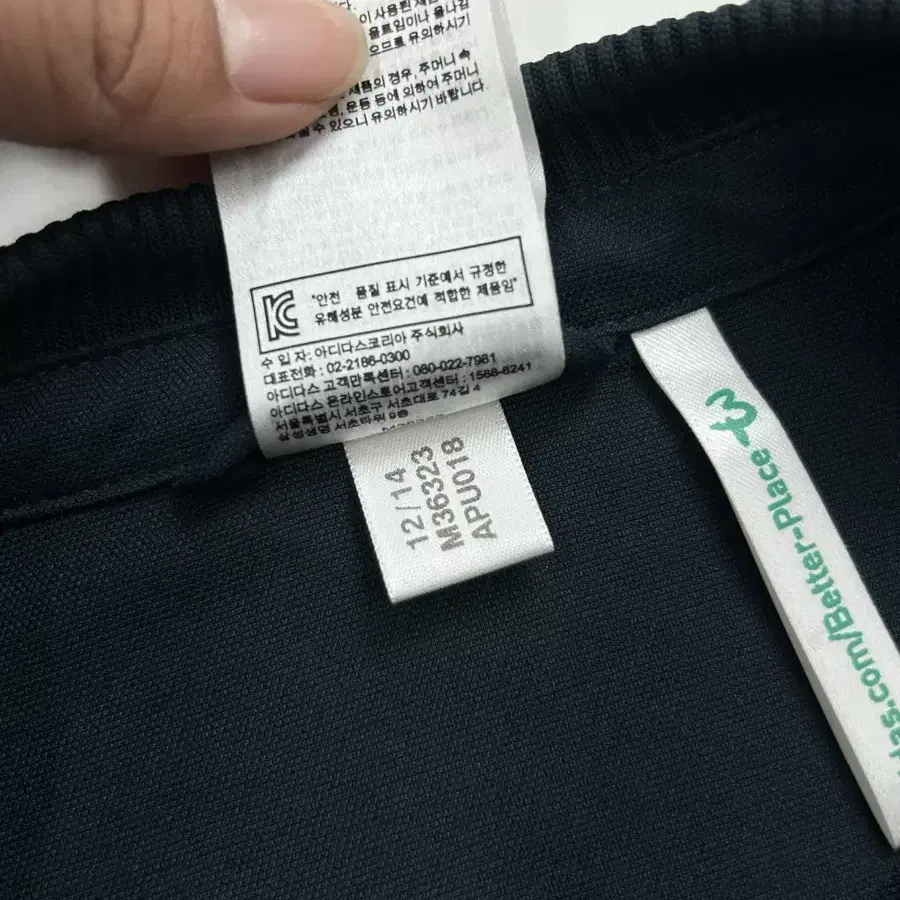 이 사용된 제품
올트임이나 올나감
으므로 유의하시기
제품의 경우, 주머니 속
운동 등에 의하여 주머니
수 있으니 유의하시기 바랍니다.
"안전 품질 표시 기준에서 규정한
유해성분 안전요건에 적합한 제품임"
수 입 자: 아디다스코리아 주식회사
대표전화: 02-2186-0300
아디다스 고객만족센터: 080-022-7981
아디다스 온라인스토어고객센터: 1588-8241
서울특별시 서초구 서초대로 74길 4
삼성생명 서초타워 9층
12/14
M36323
APU018
das.com/Better-Place